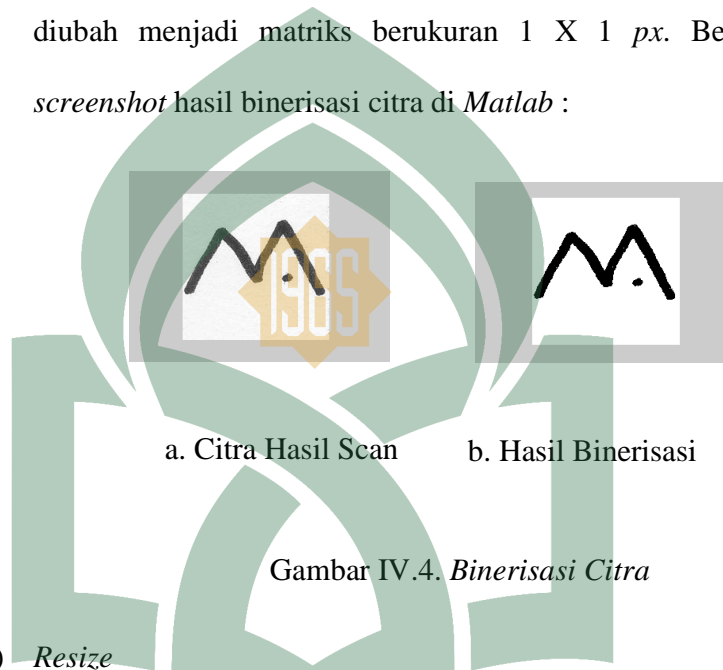 diubah menjadi matriks berukuran 1 X 1 px. Be
screenshot hasil binerisasi citra di Matlab :
1965
a. Citra Hasil Scan b. Hasil Binerisasi
Gambar IV.4. Binerisasi Citra
) Resize